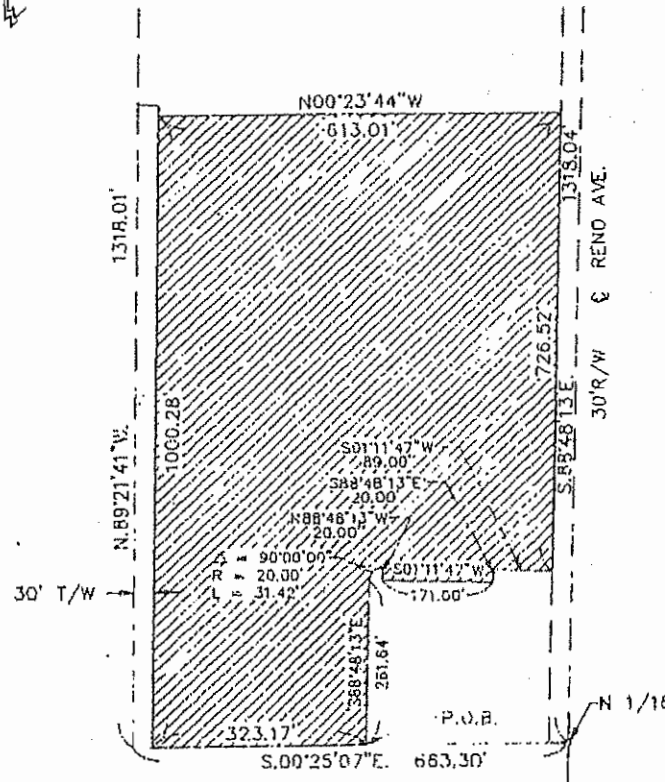 N00°23'44"W
613.01'
1318.01'
1318.04'
RENO AVE.
℄
30'R/W
726.52'
S.88°48'13"E.
N.89°21'41"W.
1000.28'
S01°11'47"W
89.00'
S88°48'13"E
20.00'
N88°48'13"W
20.00'
Δ = 90°00'00"
R = 20.00'
L = 31.42'
S01°11'47"W
171.00'
30' T/W
S88°48'13"E
261.64'
323.17'
P.O.B.
N 1/16
S.00°25'07"E. 663.30'